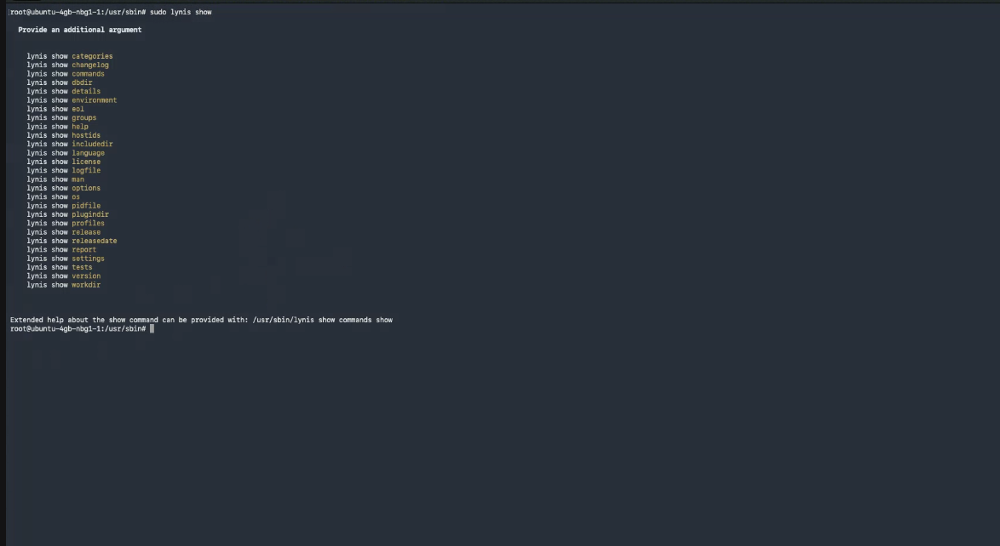 root@ubuntu-4gb-nbg1-1:/usr/sbin# sudo lynis show
Provide an additional argument
lynis show categories
lynis show changelog
lynis show commands
lynis show dbdir
lynis show details
lynis show environment
lynis show eol
lynis show groups
lynis show help
lynis show hostids
lynis show includedir
lynis show language
lynis show license
lynis show logfile
lynis show man
lynis show options
lynis show os
lynis show pidfile
lynis show plugindir
lynis show profiles
lynis show release
lynis show releasedate
lynis show report
lynis show settings
lynis show tests
lynis show version
lynis show workdir
Extended help about the show command can be provided with: /usr/sbin/lynis show commands show
root@ubuntu-4gb-nbg1-1:/usr/sbin#